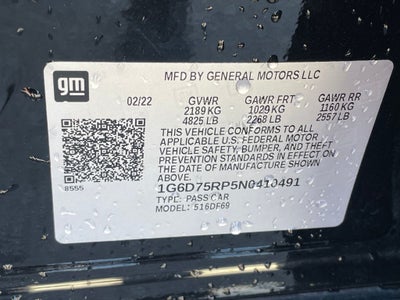 gm
MFD BY GENERAL MOTORS LLC
02/22 GVWR GAWR FRT GAWR RR
2189 KG 1029 KG 1160 KG
4825 LB 2268 LB 2557 LB
THIS VEHICLE CONFORMS TO ALL
APPLICABLE U.S. FEDERAL MOTOR
VEHICLE SAFETY, BUMPER, AND THEFT
PREVENTION STANDARDS IN EFFECT ON
THE DATE OF MANUFACTURE SHOWN
ABOVE.
8555
1G6D75RP5N0410491
TYPE: PASS CAR
MODEL: 516DF69